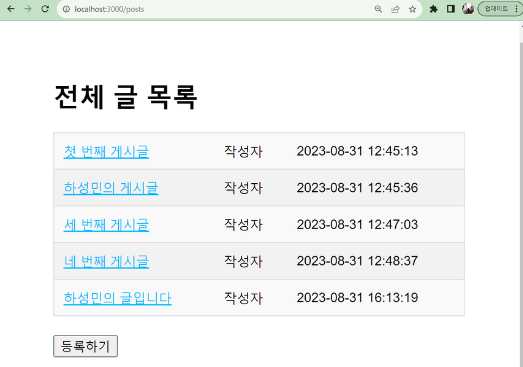 localhost:3000/posts
업데이트
전체 글 목록
첫 번째 게시글 작성자 2023-08-31 12:45:13
하성민의 게시글 작성자 2023-08-31 12:45:36
세 번째 게시글 작성자 2023-08-31 12:47:03
네 번째 게시글 작성자 2023-08-31 12:48:37
하성민의 글입니다 작성자 2023-08-31 16:13:19
등록하기